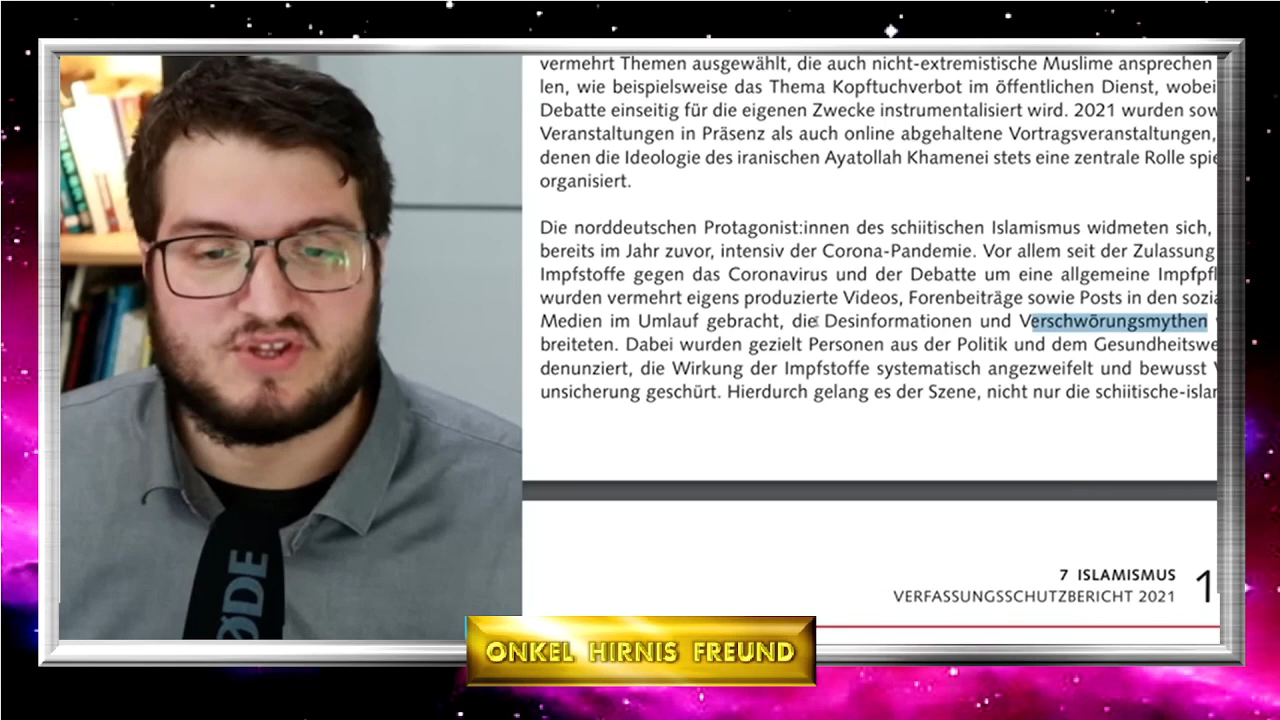 vermehrt Themen ausgewählt, die auch nicht-extremistische Muslime ansprechen
len, wie beispielsweise das Thema Kopftuchverbot im öffentlichen Dienst, wobei
Debatte einseitig für die eigenen Zwecke instrumentalisiert wird. 2021 wurden sow
Veranstaltungen in Präsenz als auch online abgehaltene Vortragsveranstaltungen,
denen die Ideologie des iranischen Ayatollah Khamenei stets eine zentrale Rolle spie
organisiert.
Die norddeutschen Protagonist:innen des schiitischen Islamismus widmeten sich,
bereits im Jahr zuvor, intensiv der Corona-Pandemie. Vor allem seit der Zulassung
Impfstoffe gegen das Coronavirus und der Debatte um eine allgemeine Impfpfl
wurden vermehrt eigens produzierte Videos, Forenbeiträge sowie Posts in den sozia
Medien im Umlauf gebracht, die Desinformationen und Verschwörungsmythen
breiteten. Dabei wurden gezielt Personen aus der Politik und dem Gesundheitswe
denunziert, die Wirkung der Impfstoffe systematisch angezweifelt und bewusst V
unsicherung geschürt. Hierdurch gelang es der Szene, nicht nur die schiitische-islar
7 ISLAMISMUS
VERFASSUNGSSCHUTZBERICHT 2021 1
ØDE
ONKEL HIRNIS FREUND